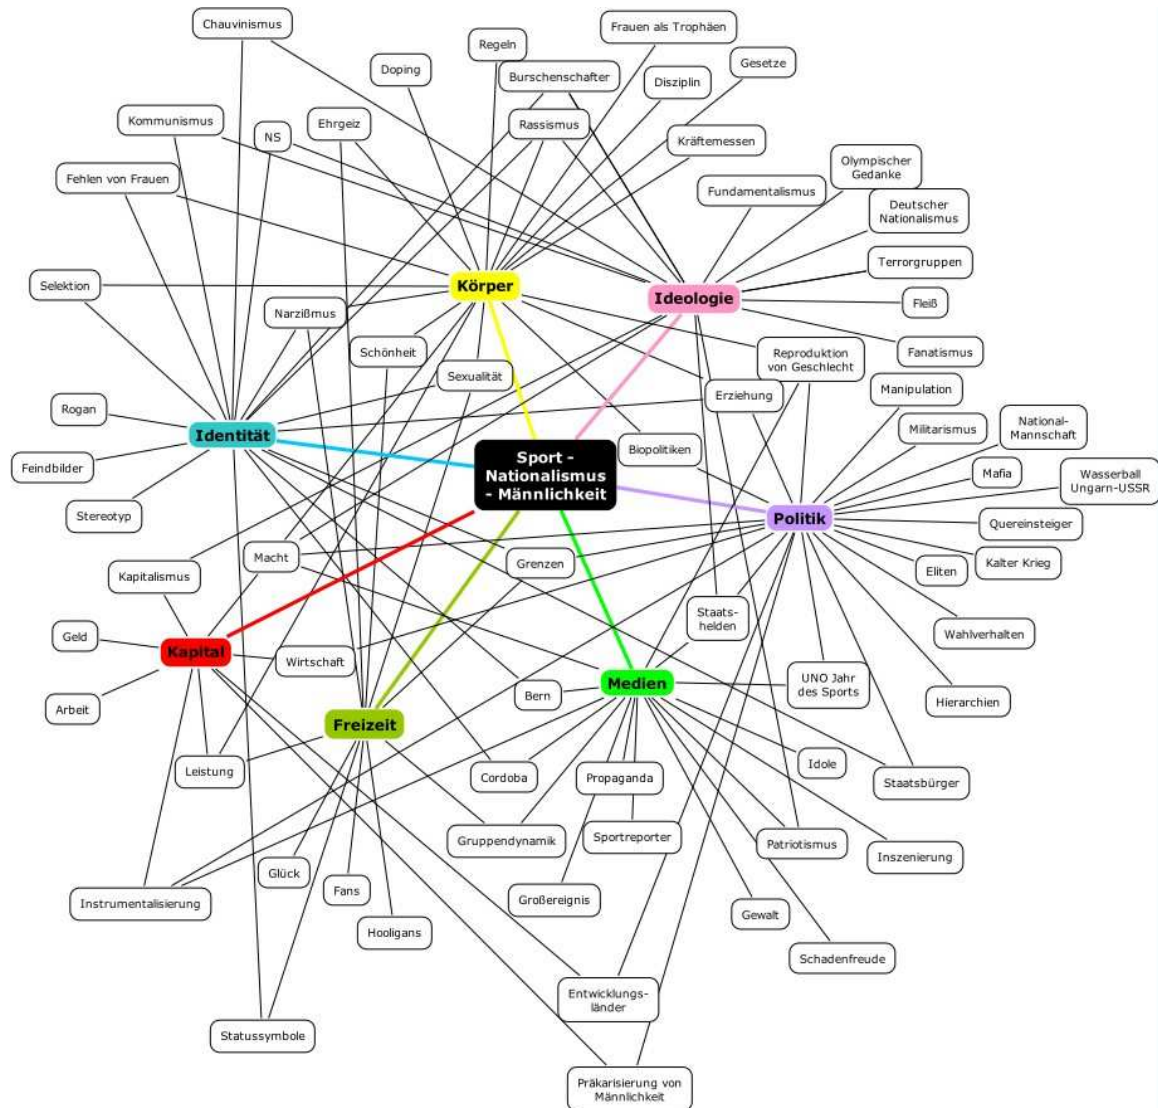 Chauvinismus
Frauen als Trophäen
Regeln
Gesetze
Doping
Burschenschafter
Disziplin
Kommunismus
Ehrgeiz
Rassismus
NS
Kräftemessen
Olympischer
Gedanke
Fehlen von Frauen
Fundamentalismus
Deutscher
Nationalismus
Terrorgruppen
Selektion
Körper
Ideologie
Fleiß
Narzißmus
Schönheit
Sexualität
Reproduktion
von Geschlecht
Fanatismus
Erziehung
Manipulation
Rogan
Identität
Militarismus
National-
Mannschaft
Feindbilder
Biopolitiken
Sport -
Nationalismus
- Männlichkeit
Mafia
Wasserball
Ungarn-USSR
Stereotyp
Politik
Quereinsteiger
Macht
Grenzen
Kapitalismus
Eliten
Kalter Krieg
Staats-
helden
Geld
Wahlverhalten
Kapital
Wirtschaft
Arbeit
Bern
Medien
UNO Jahr
des Sports
Hierarchien
Freizeit
Leistung
Cordoba
Propaganda
Idole
Staatsbürger
Gruppendynamik
Sportreporter
Patriotismus
Inszenierung
Glück
Fans
Instrumentalisierung
Großereignis
Gewalt
Hooligans
Schadenfreude
Entwicklungs-
länder
Statussymbole
Präkarisierung von
Männlichkeit